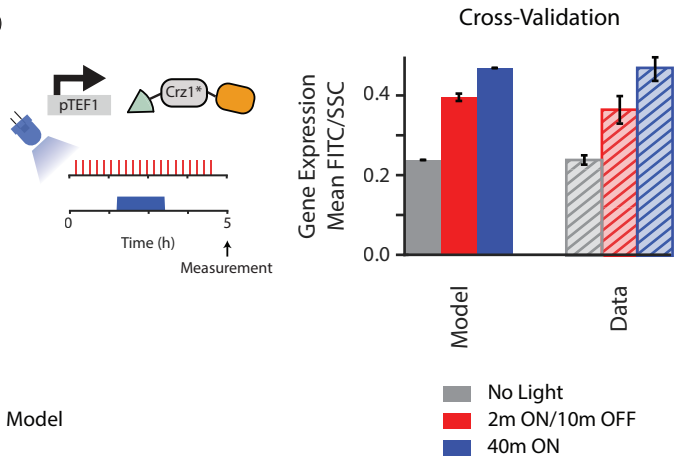 )
Cross-Validation
pTEF1
Crz1*
0
5
Time (h)
Measurement
Gene Expression
Mean FITC/SSC
0.4
0.2
0.0
Model
Data
No Light
2m ON/10m OFF
40m ON
Model